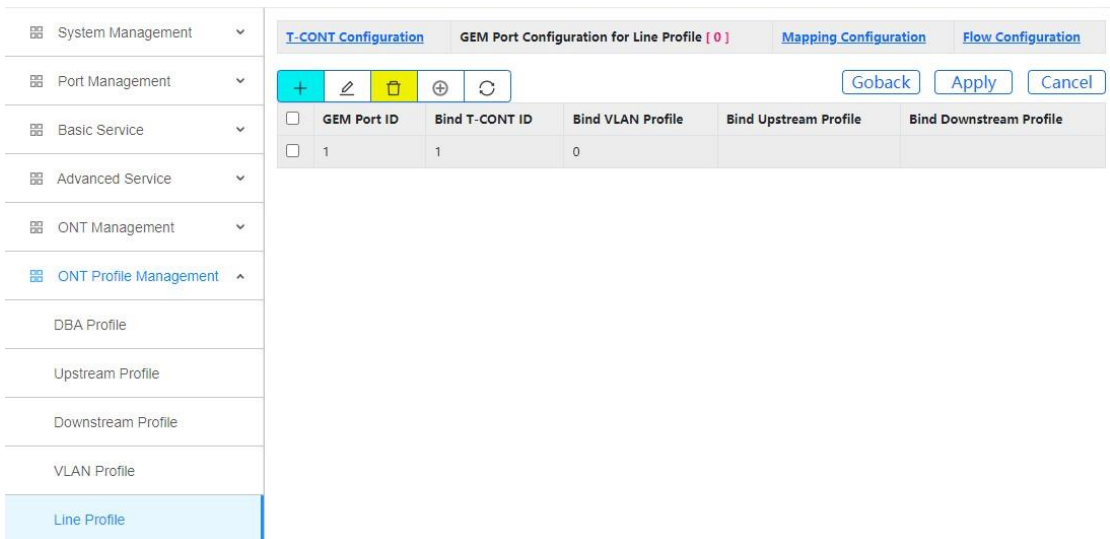 System Management
Port Management
Basic Service
Advanced Service
ONT Management
ONT Profile Management
DBA Profile
Upstream Profile
Downstream Profile
VLAN Profile
Line Profile
T-CONT Configuration GEM Port Configuration for Line Profile [ 0 ] Mapping Configuration Flow Configuration
Goback Apply Cancel
GEM Port ID Bind T-CONT ID Bind VLAN Profile Bind Upstream Profile Bind Downstream Profile
1 1 0